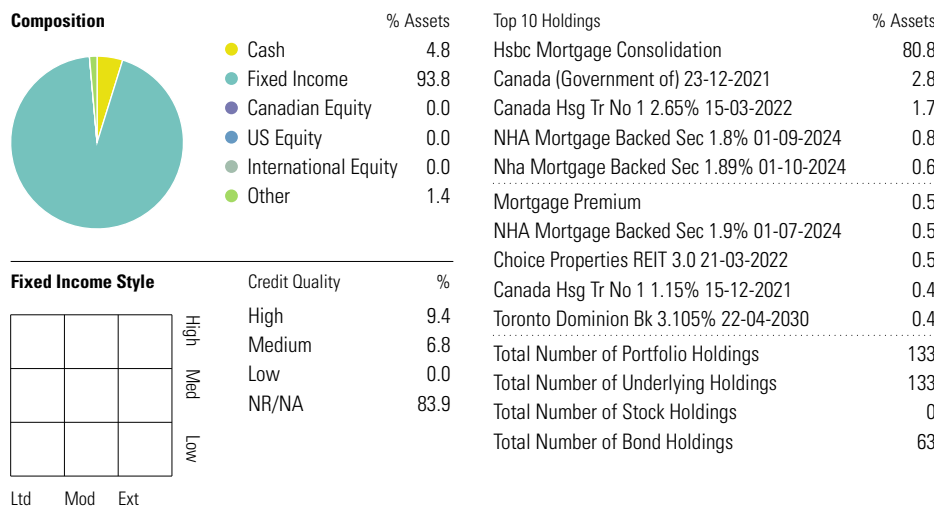 Composition % Assets
Cash 4.8
Fixed Income 93.8
Canadian Equity 0.0
US Equity 0.0
International Equity 0.0
Other 1.4
Fixed Income Style
High
Med
Low
Ltd Mod Ext
Credit Quality %
High 9.4
Medium 6.8
Low 0.0
NR/NA 83.9
Top 10 Holdings % Assets
Hsbc Mortgage Consolidation 80.8
Canada (Government of) 23-12-2021 2.8
Canada Hsg Tr No 1 2.65% 15-03-2022 1.7
NHA Mortgage Backed Sec 1.8% 01-09-2024 0.8
Nha Mortgage Backed Sec 1.89% 01-10-2024 0.6
Mortgage Premium 0.5
NHA Mortgage Backed Sec 1.9% 01-07-2024 0.5
Choice Properties REIT 3.0 21-03-2022 0.5
Canada Hsg Tr No 1 1.15% 15-12-2021 0.4
Toronto Dominion Bk 3.105% 22-04-2030 0.4
Total Number of Portfolio Holdings 133
Total Number of Underlying Holdings 133
Total Number of Stock Holdings 0
Total Number of Bond Holdings 63